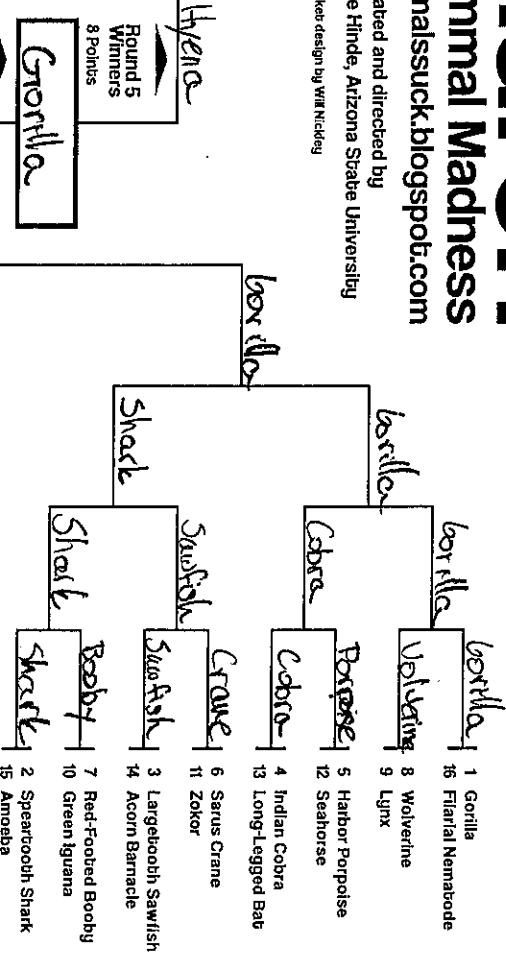 mmal Madness
nalssuck.blogspot.com
ated and directed by
e Hinde, Arizona State University
ket design by Will Nickley
Hyena
Round 5
Winners
8 Points
Gorilla
Gorilla
Gorilla
Shark
Gorilla
Cobra
Sawfish
Shark
Gorilla
Wolverine
Porpoise
Cobra
Crane
Sawfish
Booby
Shark
1 Gorilla
16 Filarial Nematode
8 Wolverine
9 Lynx
5 Harbor Porpoise
12 Seahorse
4 Indian Cobra
13 Long-Legged Bat
6 Sarus Crane
11 Zokor
3 Largetooth Sawfish
14 Acorn Barnacle
7 Red-Footed Booby
10 Green Iguana
2 Speartooth Shark
15 Amoeba